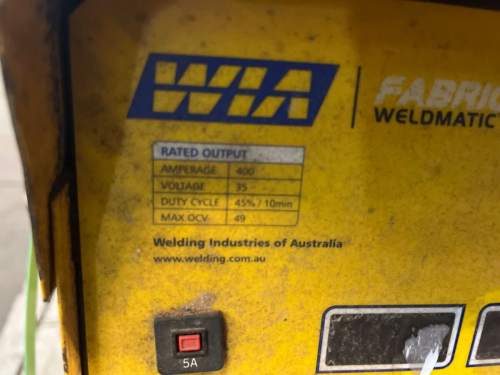 WIA
WELDMATIC
RATED OUTPUT
AMPERAGE 400
VOLTAGE 35
DUTY CYCLE 45% / 10min
MAX OCV 49
Welding Industries of Australia
www.welding.com.au
5A